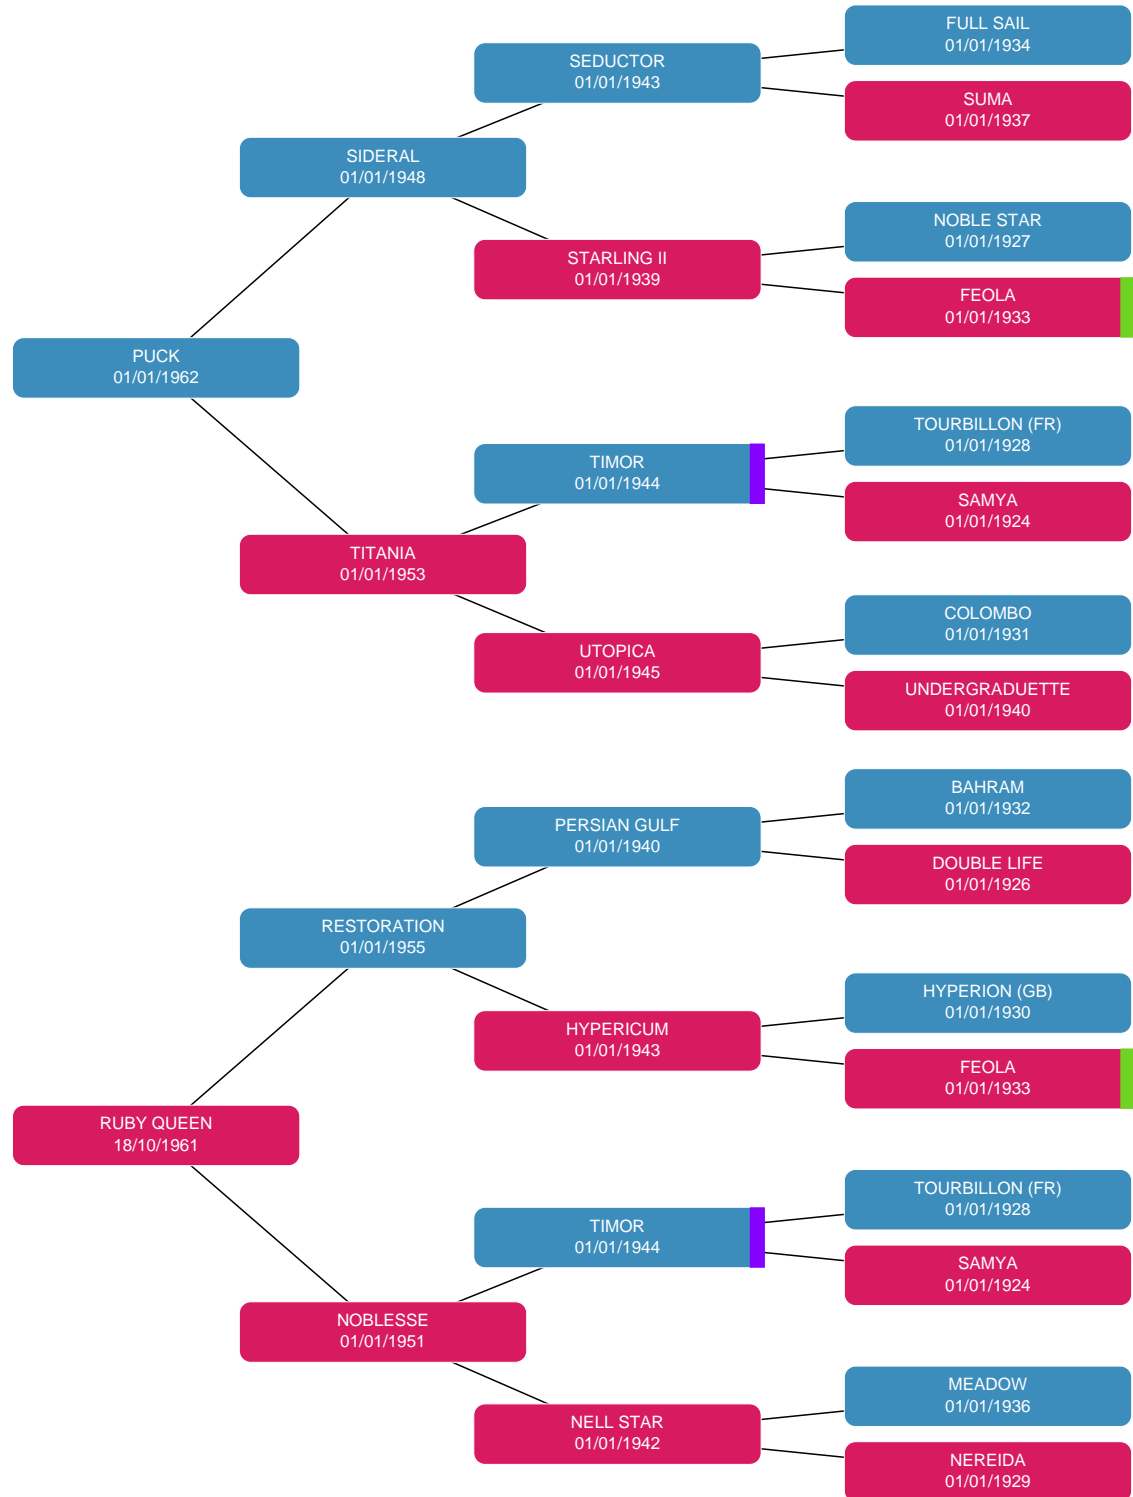 FULL SAIL
01/01/1934
SEDUCTOR
01/01/1943
SUMA
01/01/1937
SIDERAL
01/01/1948
NOBLE STAR
01/01/1927
STARLING II
01/01/1939
FEOLA
01/01/1933
PUCK
01/01/1962
TOURBILLON (FR)
01/01/1928
TIMOR
01/01/1944
SAMYA
01/01/1924
TITANIA
01/01/1953
COLOMBO
01/01/1931
UTOPICA
01/01/1945
UNDERGRADUETTE
01/01/1940
BAHRAM
01/01/1932
PERSIAN GULF
01/01/1940
DOUBLE LIFE
01/01/1926
RESTORATION
01/01/1955
HYPERION (GB)
01/01/1930
HYPERICUM
01/01/1943
FEOLA
01/01/1933
RUBY QUEEN
18/10/1961
TOURBILLON (FR)
01/01/1928
TIMOR
01/01/1944
SAMYA
01/01/1924
NOBLESSE
01/01/1951
MEADOW
01/01/1936
NELL STAR
01/01/1942
NEREIDA
01/01/1929